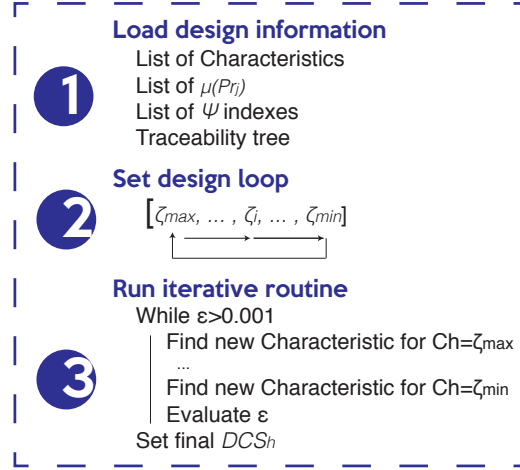 1
Load design information
List of Characteristics
List of μ(Prj)
List of Ψ indexes
Traceability tree
2
Set design loop
[ζmax, ... , ζi, ... , ζmin]
3
Run iterative routine
While ε>0.001
Find new Characteristic for Ch=ζmax
...
Find new Characteristic for Ch=ζmin
Evaluate ε
Set final DCSh